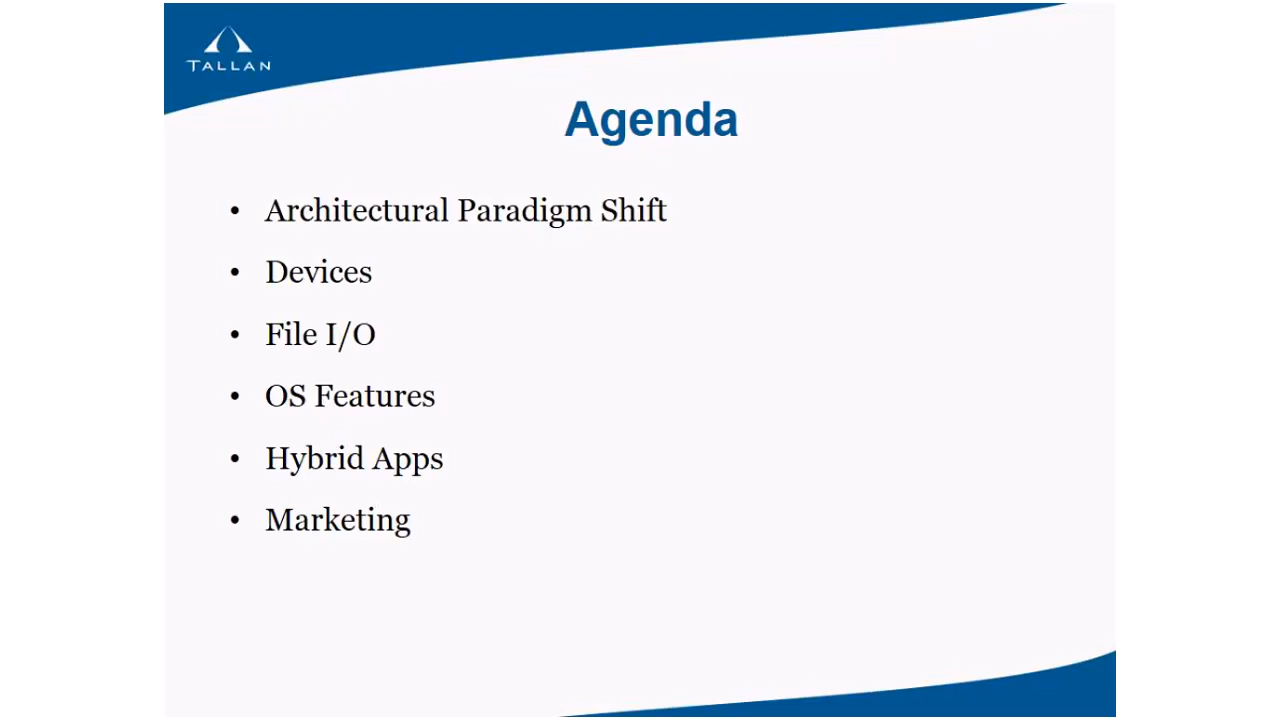 TALLAN
Agenda
• Architectural Paradigm Shift
• Devices
• File I/O
• OS Features
• Hybrid Apps
• Marketing